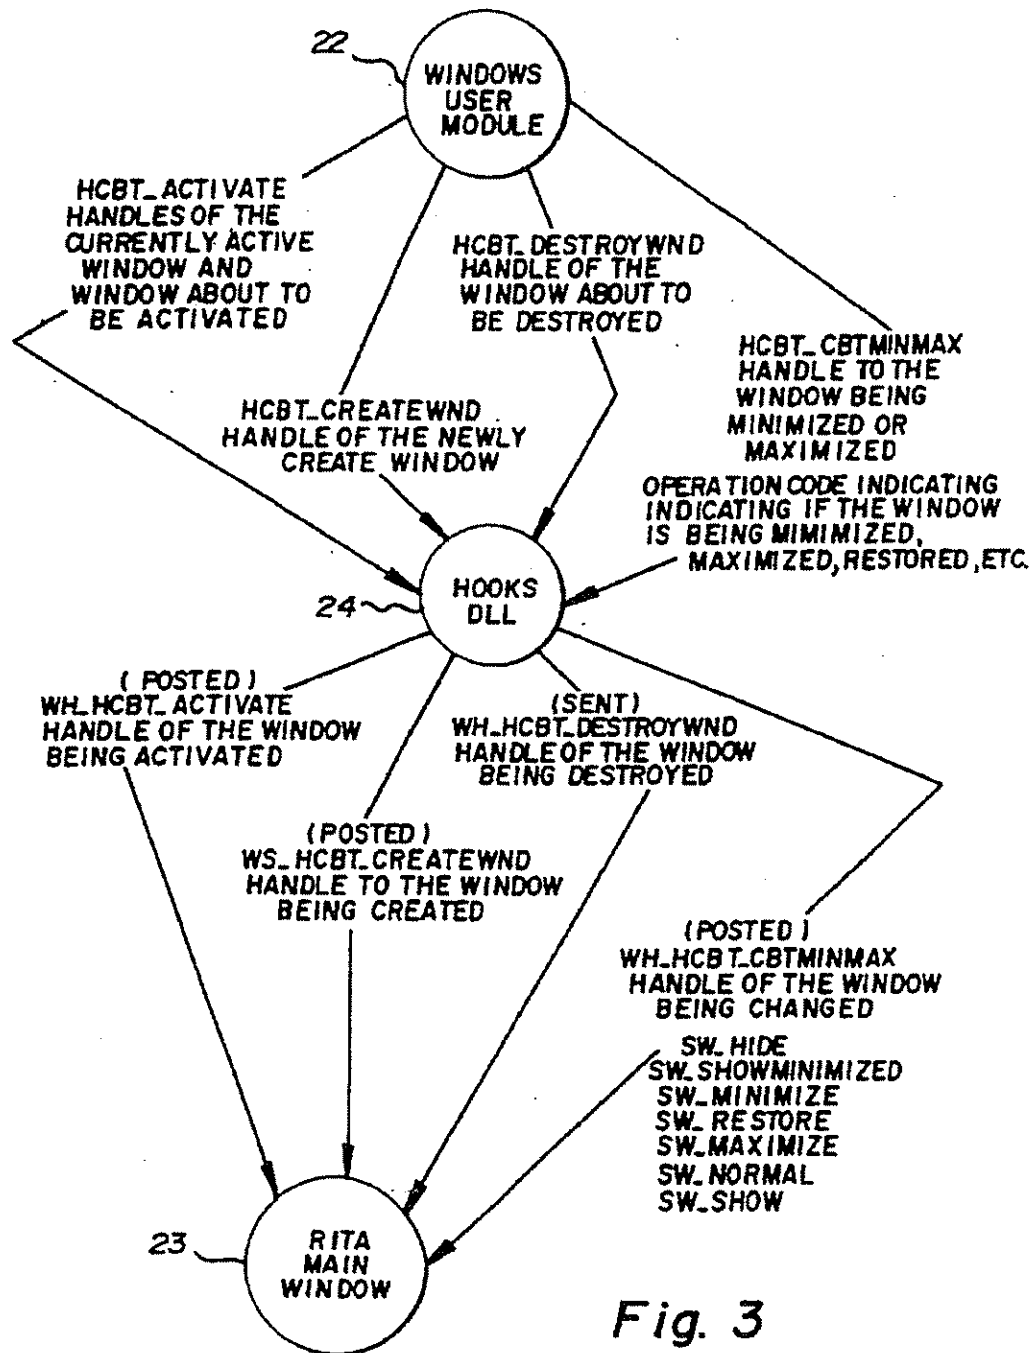 22
WINDOWS
USER
MODULE
HCBT_ACTIVATE
HANDLES OF THE
CURRENTLY ACTIVE
WINDOW AND
WINDOW ABOUT TO
BE ACTIVATED
HCBT_DESTROYWND
HANDLE OF THE
WINDOW ABOUT TO
BE DESTROYED
HCBT_CBTMINMAX
HANDLE TO THE
WINDOW BEING
MINIMIZED OR
MAXIMIZED
HCBT_CREATEWND
HANDLE OF THE NEWLY
CREATE WINDOW
OPERATION CODE INDICATING
INDICATING IF THE WINDOW
IS BEING MIMIMIZED,
MAXIMIZED, RESTORED, ETC.
HOOKS
DLL
24
(POSTED)
WH_HCBT_ACTIVATE
HANDLE OF THE WINDOW
BEING ACTIVATED
(SENT)
WH_HCBT_DESTROYWND
HANDLE OF THE WINDOW
BEING DESTROYED
(POSTED)
WS_HCBT_CREATEWND
HANDLE TO THE WINDOW
BEING CREATED
(POSTED)
WH_HCBT_CBTMINMAX
HANDLE OF THE WINDOW
BEING CHANGED
SW_HIDE
SW_SHOWMINIMIZED
SW_MINIMIZE
SW_RESTORE
SW_MAXIMIZE
SW_NORMAL
SW_SHOW
23
RITA
MAIN
WINDOW
Fig. 3